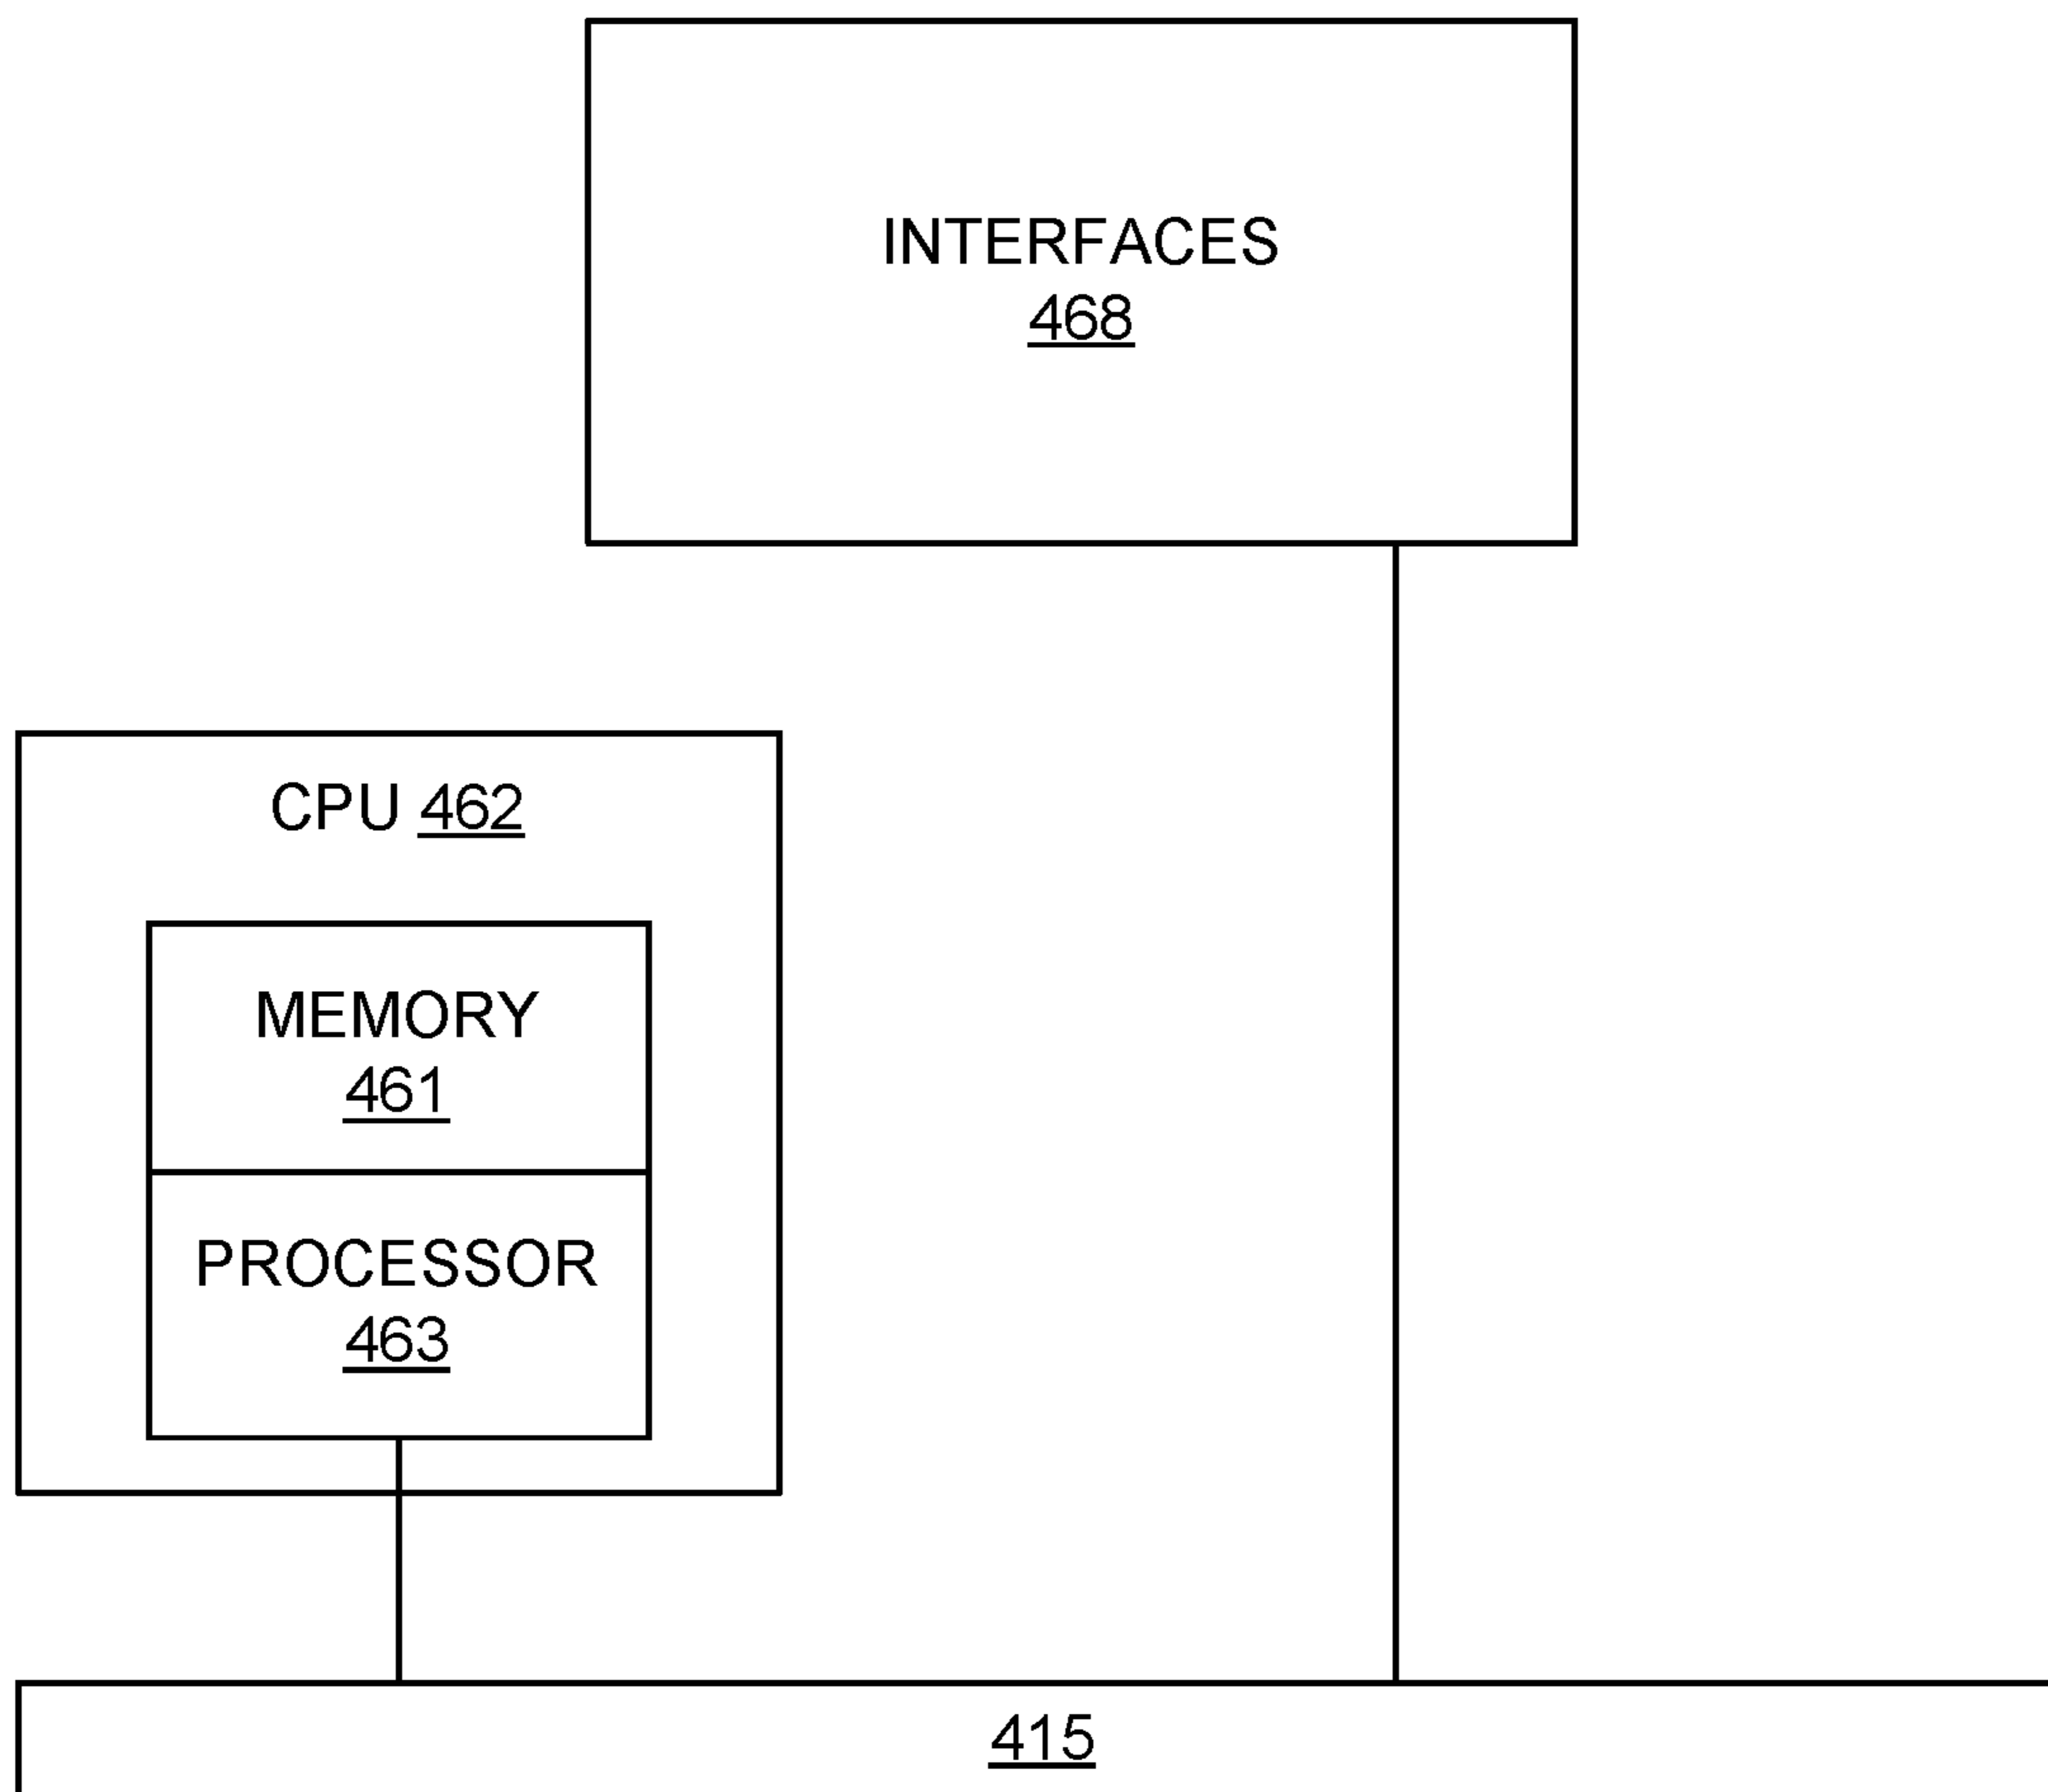 INTERFACES
468
CPU 462
MEMORY
461
PROCESSOR
463
415